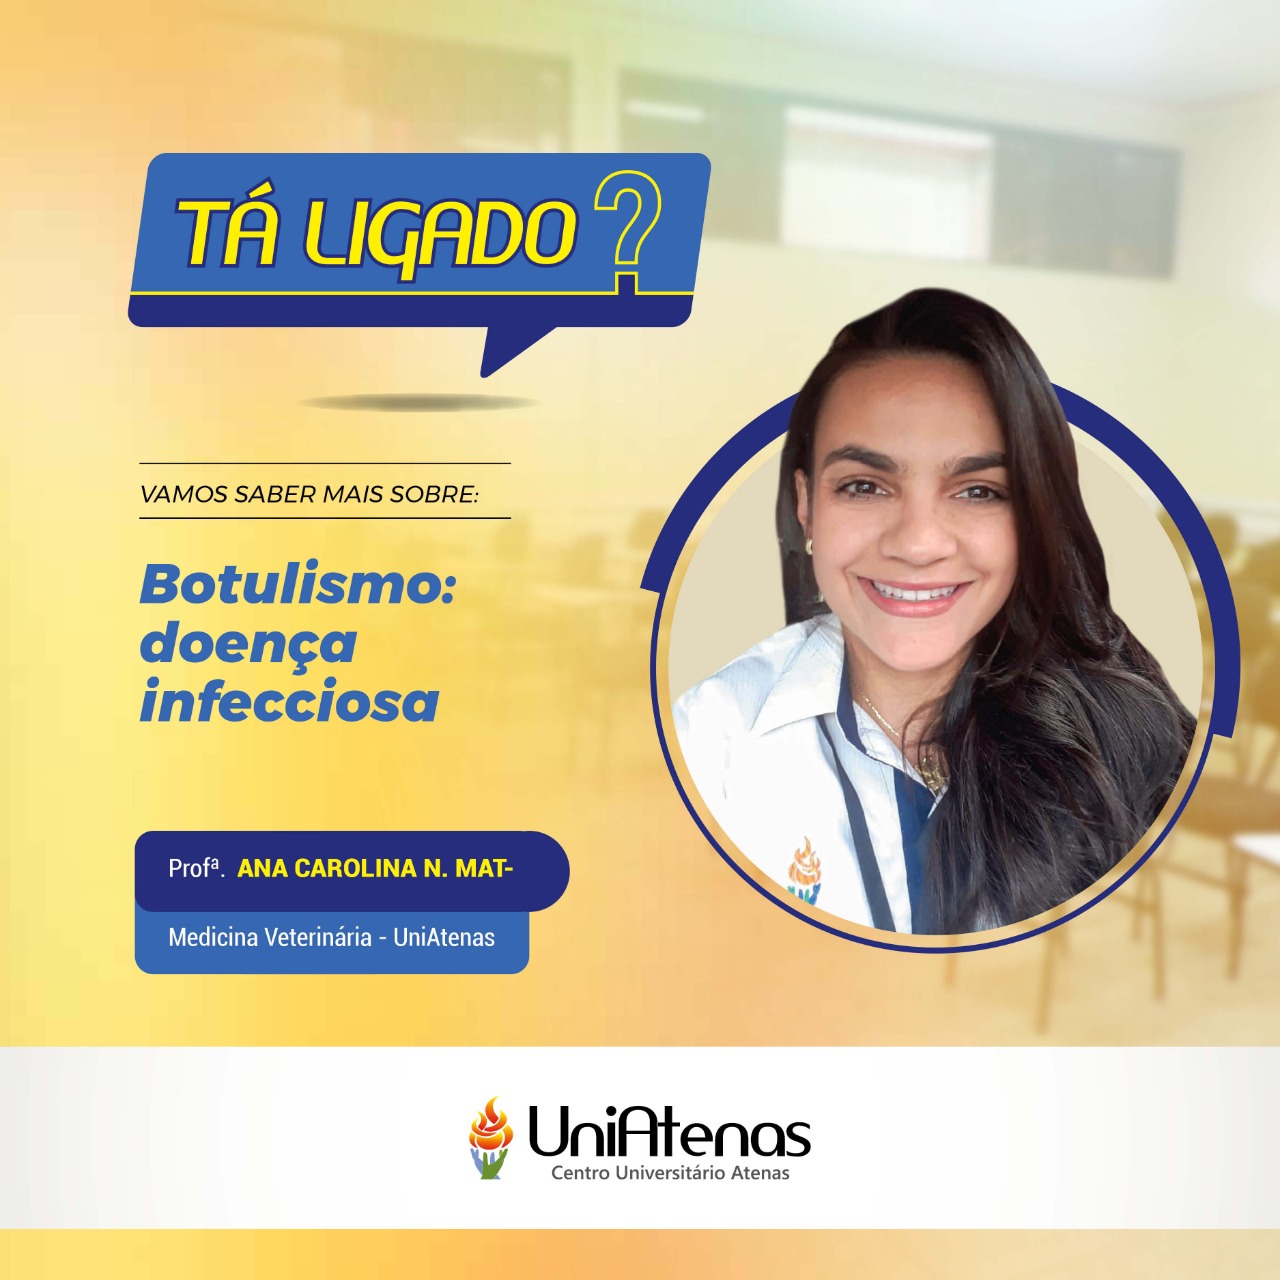 TÁ LIGADO?
VAMOS SABER MAIS SOBRE:
Botulismo:
doença
infecciosa
Profª. ANA CAROLINA N. MAT-
Medicina Veterinária - UniAtenas
UniAtenas
Centro Universitário Atenas